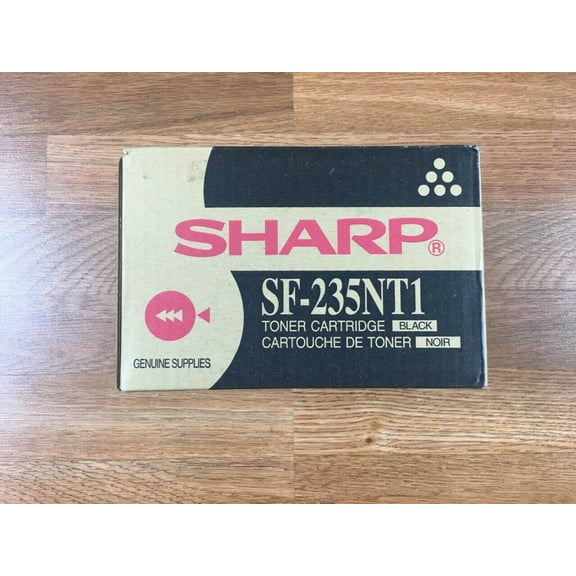 SHARP®
SF-235NT1
TONER CARTRIDGE BLACK
CARTOUCHE DE TONER NOIR
GENUINE SUPPLIES